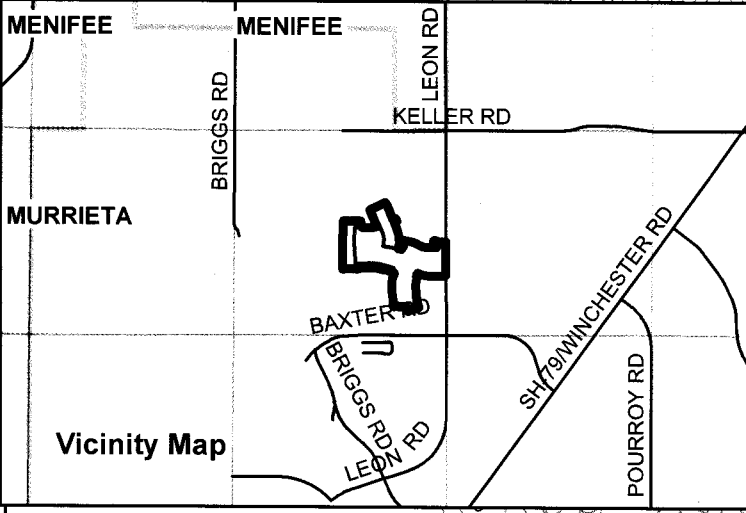 MENIFEE
MENIFEE
LEON RD
BRIGGS RD
KELLER RD
MURRIETA
SH-79/WINCHESTER RD
BAXTER RD
BRIGGS RD
POURROY RD
Vicinity Map
LEON RD